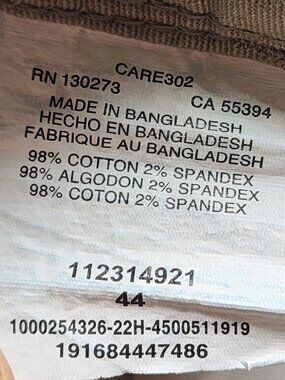 CARE302
RN 130273 CA 55394
MADE IN BANGLADESH
HECHO EN BANGLADESH
FABRIQUE AU BANGLADESH
98% COTTON 2% SPANDEX
98% ALGODON 2% SPANDEX
98% COTON 2% SPANDEX
112314921
44
1000254326-22H-4500511919
191684447486